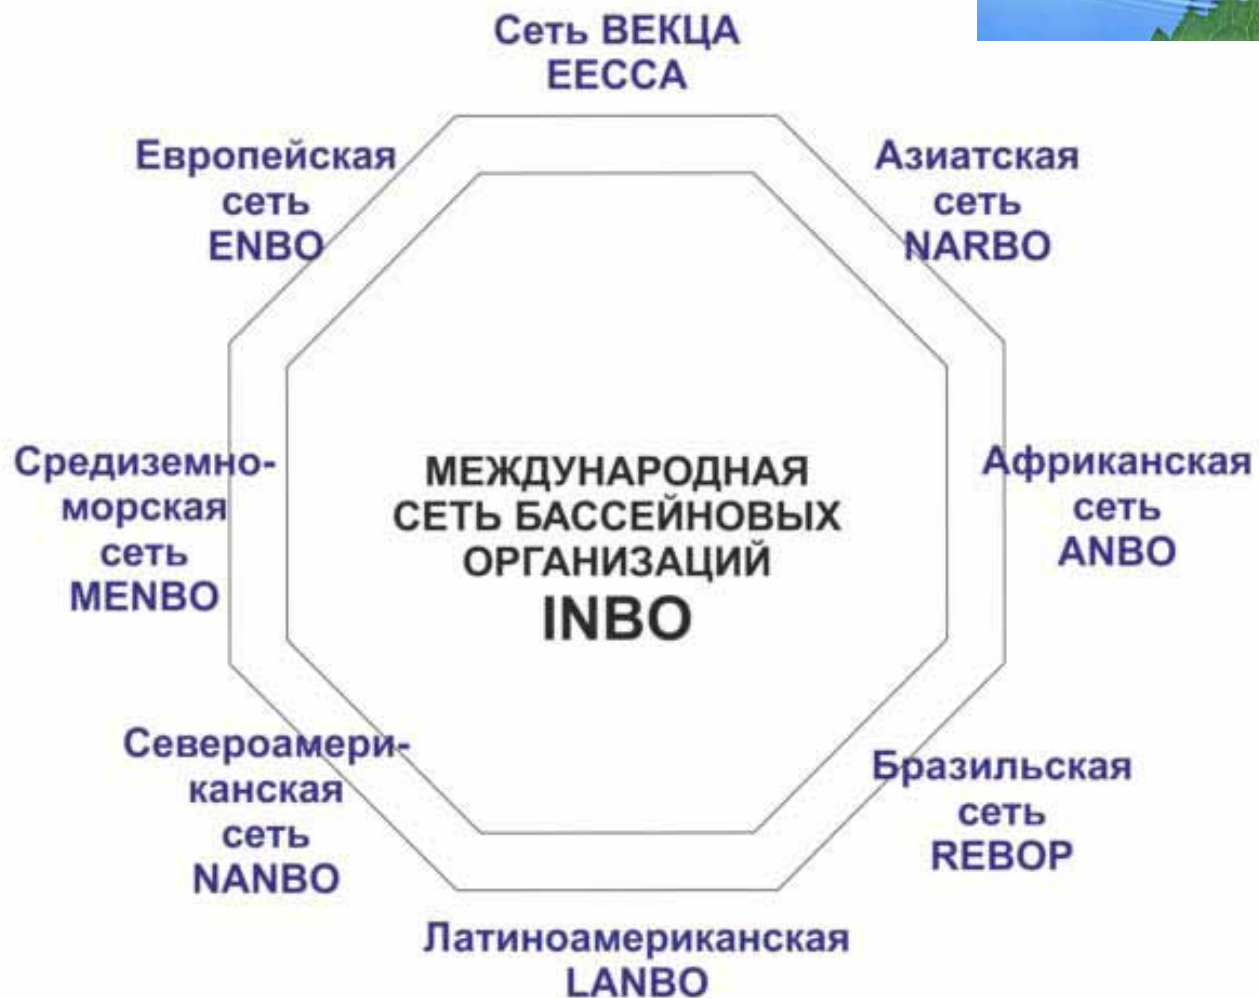 Сеть ВЕКЦА
EECCA
Европейская
сеть
ENBO
Азиатская
сеть
NARBO
Средиземно-
морская
сеть
MENBO
МЕЖДУНАРОДНАЯ
СЕТЬ БАССЕЙНОВЫХ
ОРГАНИЗАЦИЙ
INBO
Африканская
сеть
ANBO
Североамери-
канская
сеть
NANBO
Бразильская
сеть
REBOP
Латиноамериканская
LANBO